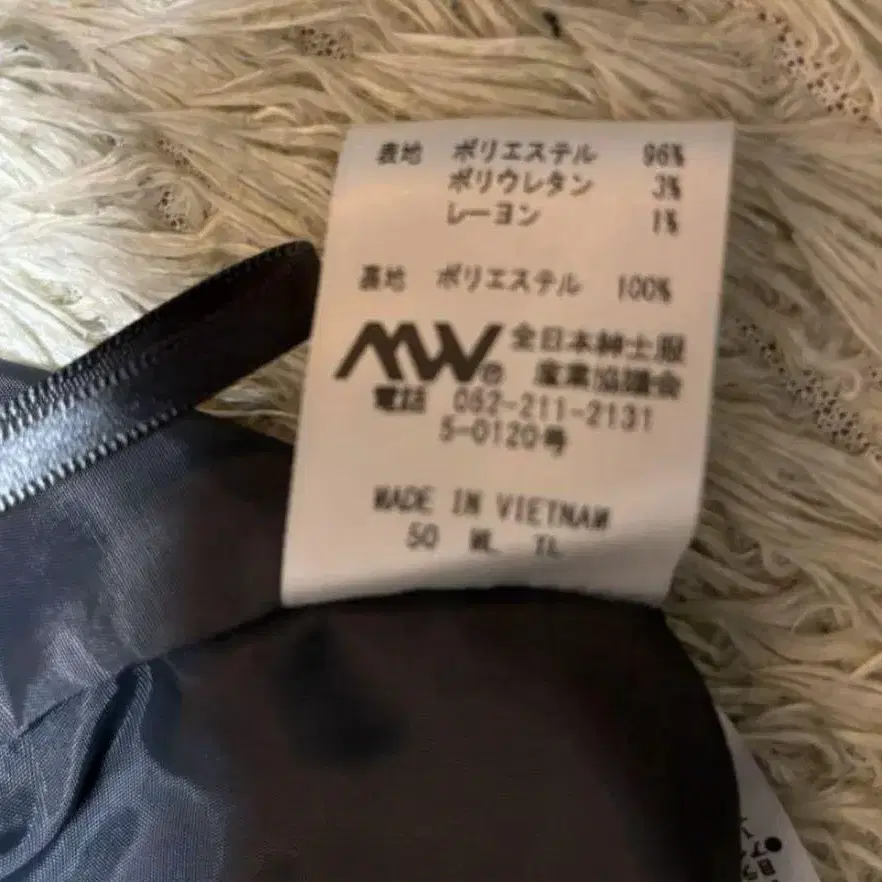 表地 ポリエステル 96%
ポリウレタン 3%
レーヨン 1%
裏地 ポリエステル 100%
MW® 全日本紳士服
産業協議会
電話 052-211-2131
5-0120号
MADE IN VIETNAM
50 WL TL